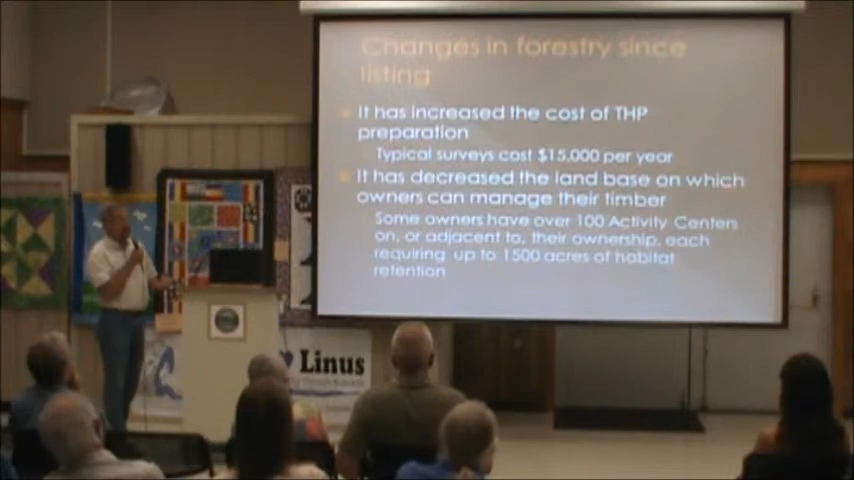 Changes in forestry since
listing
It has increased the cost of THP
preparation
Typical surveys cost $15,000 per year
It has decreased the land base on which
owners can manage their timber
Some owners have over 100 Activity Centers
on, or adjacent to, their ownership, each
requiring up to 1500 acres of habitat
retention
Linus